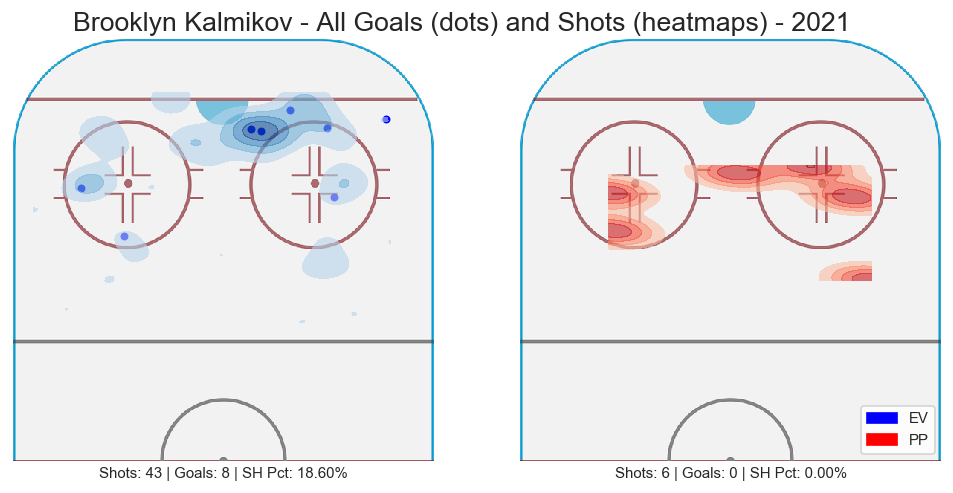 Brooklyn Kalmikov - All Goals (dots) and Shots (heatmaps) - 2021
EV
PP
Shots: 43 | Goals: 8 | SH Pct: 18.60%
Shots: 6 | Goals: 0 | SH Pct: 0.00%